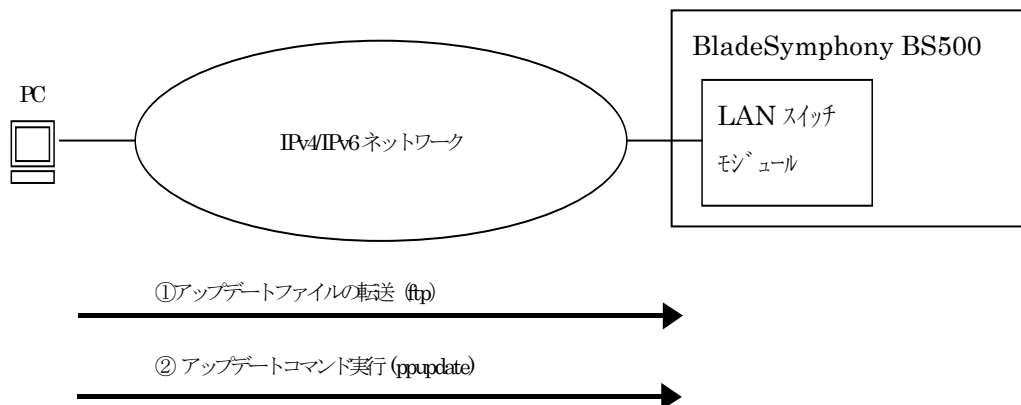 BladeSymphony BS500
PC
LAN スイッチ
モジュール
IPv4/IPv6 ネットワーク
①アップデートファイルの転送 (ftp)
② アップデートコマンド実行 (ppupdate)